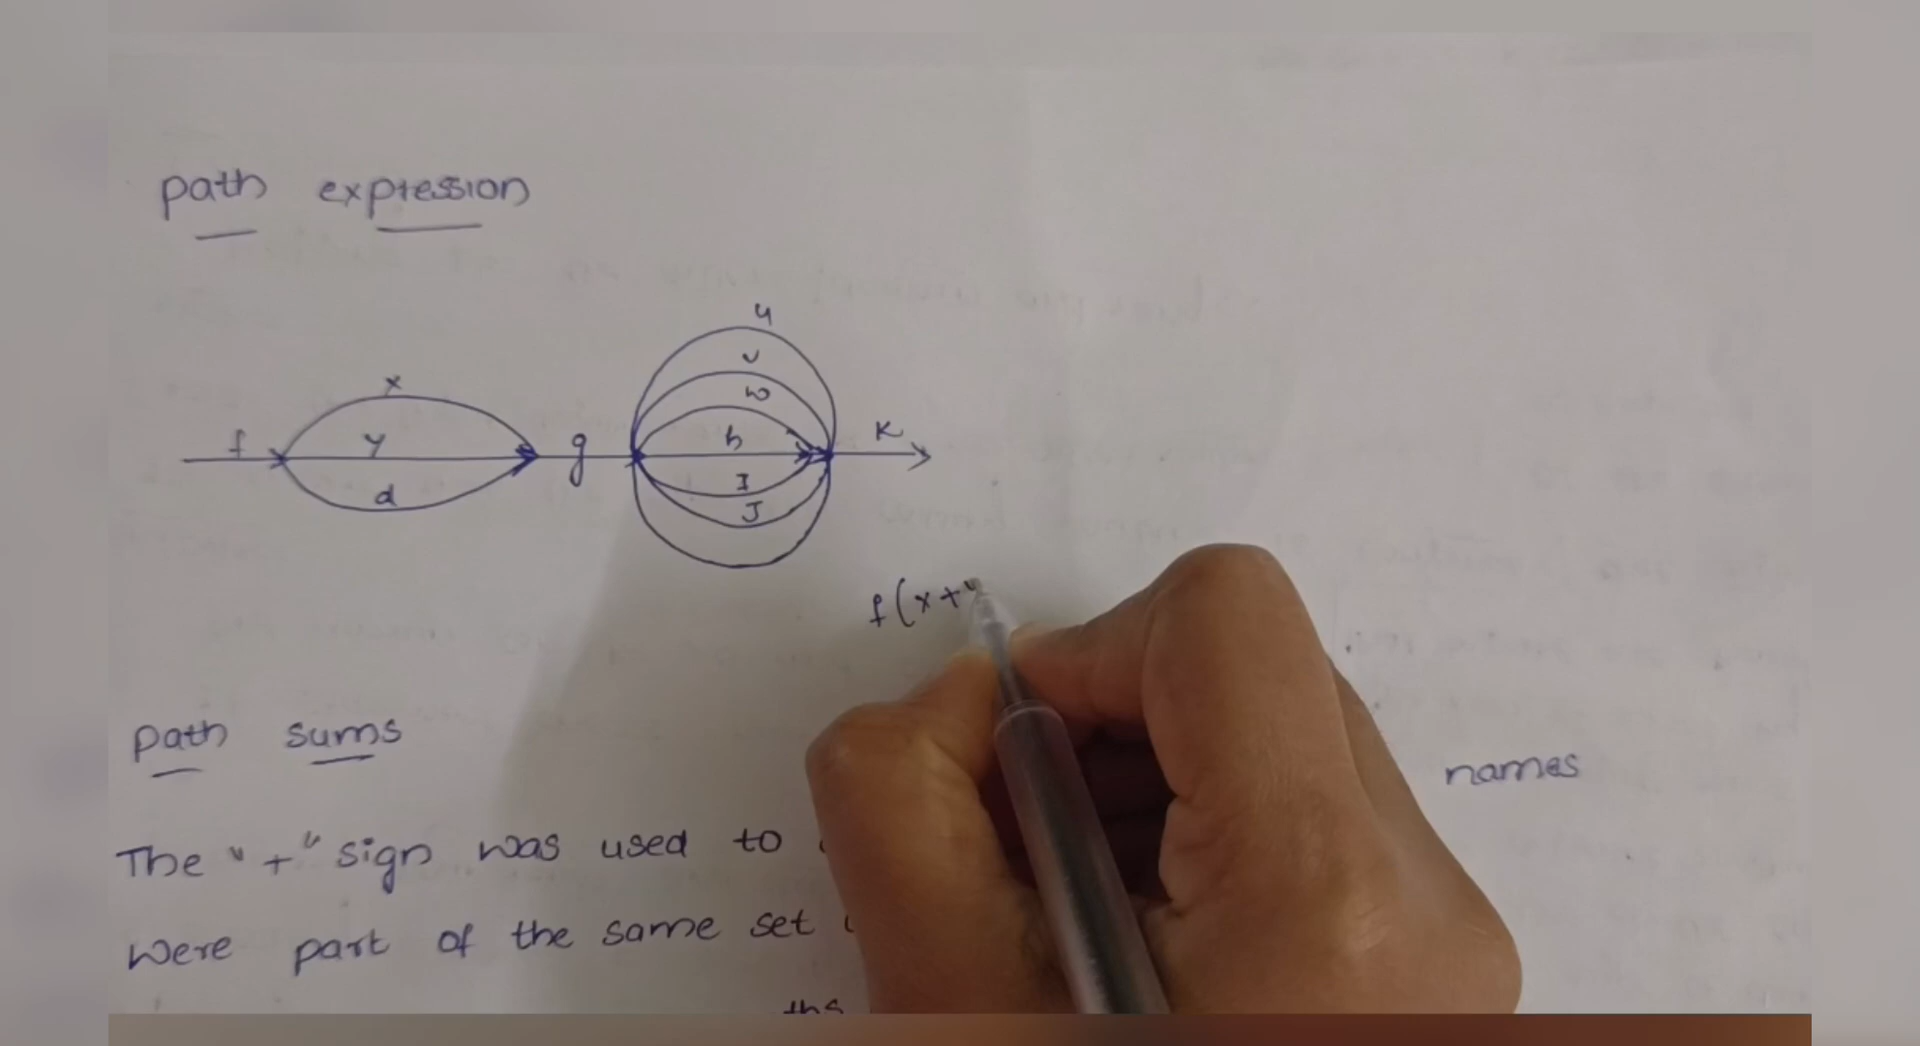 path expression
u
v
x
w
f
y
g
h
K
d
I
J
f(x+y
path sums
names
The "+" sign was used to
were part of the same set